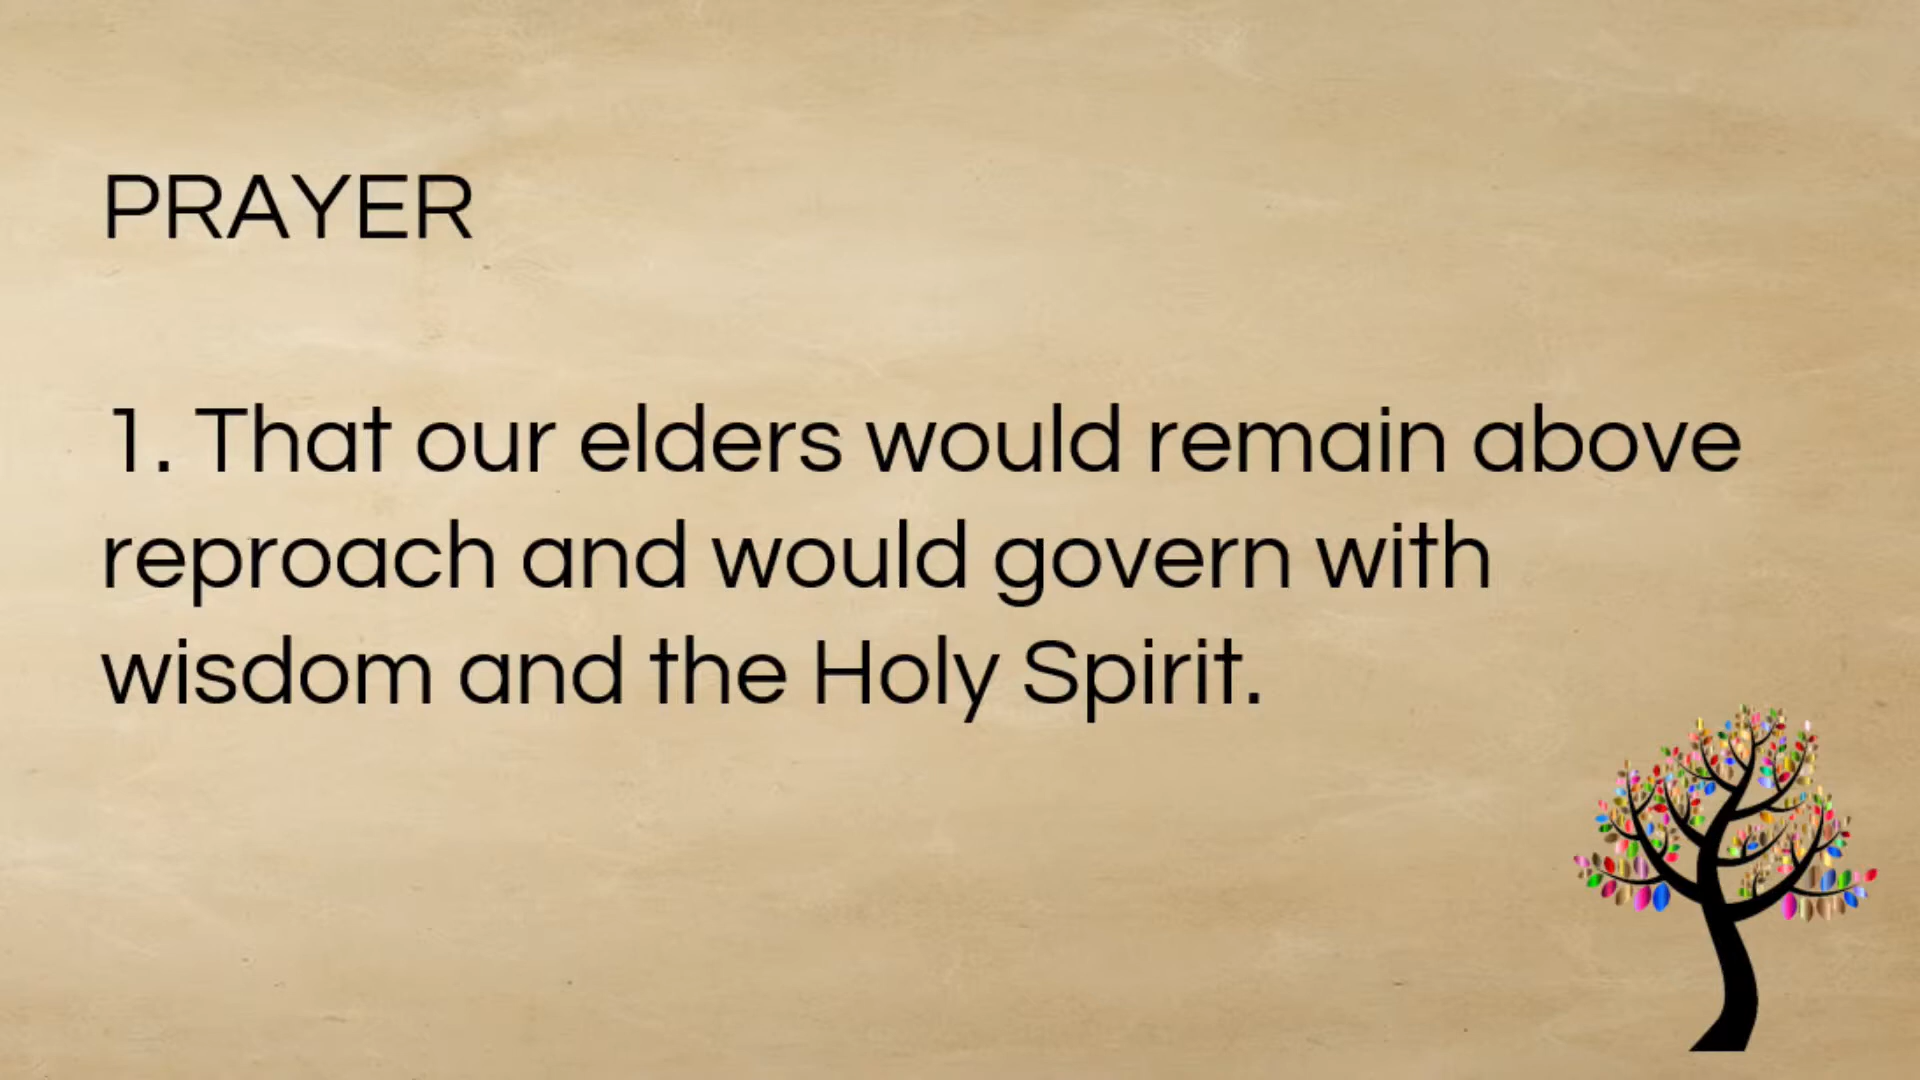 PRAYER
1. That our elders would remain above
reproach and would govern with
wisdom and the Holy Spirit.